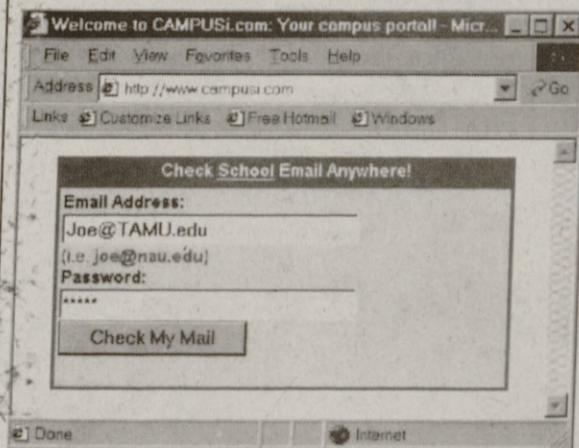 Welcome to CAMPUSi.com: Your campus portal! - Micr...
File Edit View Favorites Tools Help
Address http://www.campusi.com Go
Links Customize Links Free Hotmail Windows
Check School Email Anywhere!
Email Address:
Joe@TAMU.edu
(i.e. joe@nau.edu)
Password:
*****
Check My Mail
Done Internet